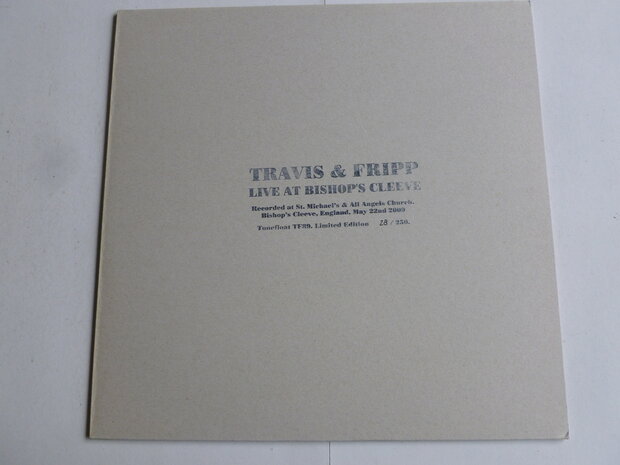 TRAVIS & FRIPP
LIVE AT BISHOP'S CLEEVE
Recorded at St. Michael's & All Angels Church.
Bishop's Cleeve, England, May 22nd 2009
Tonefloat TF89. Limited Edition 28 / 250.